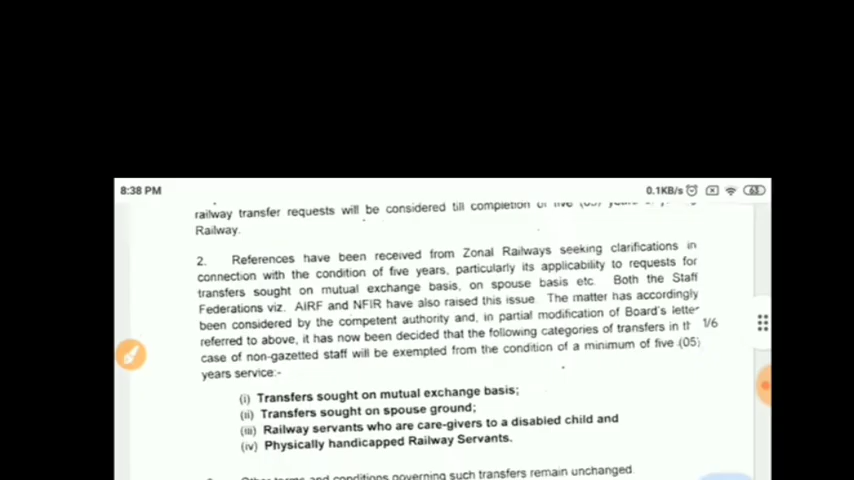 8:38 PM 0.1KB/s 63
railway transfer requests will be considered till completion of five (05) years
Railway.
2. References have been received from Zonal Railways seeking clarifications in
connection with the condition of five years, particularly its applicability to requests for
transfers sought on mutual exchange basis, on spouse basis etc. Both the Staff
Federations viz. AIRF and NFIR have also raised this issue. The matter has accordingly
been considered by the competent authority and, in partial modification of Board's letter
referred to above, it has now been decided that the following categories of transfers in
case of non-gazetted staff will be exempted from the condition of a minimum of five (05)
years service:-
1/6
(i) Transfers sought on mutual exchange basis;
(ii) Transfers sought on spouse ground;
(iii) Railway servants who are care-givers to a disabled child and
(iv) Physically handicapped Railway Servants.
Other terms and conditions governing such transfers remain unchanged.